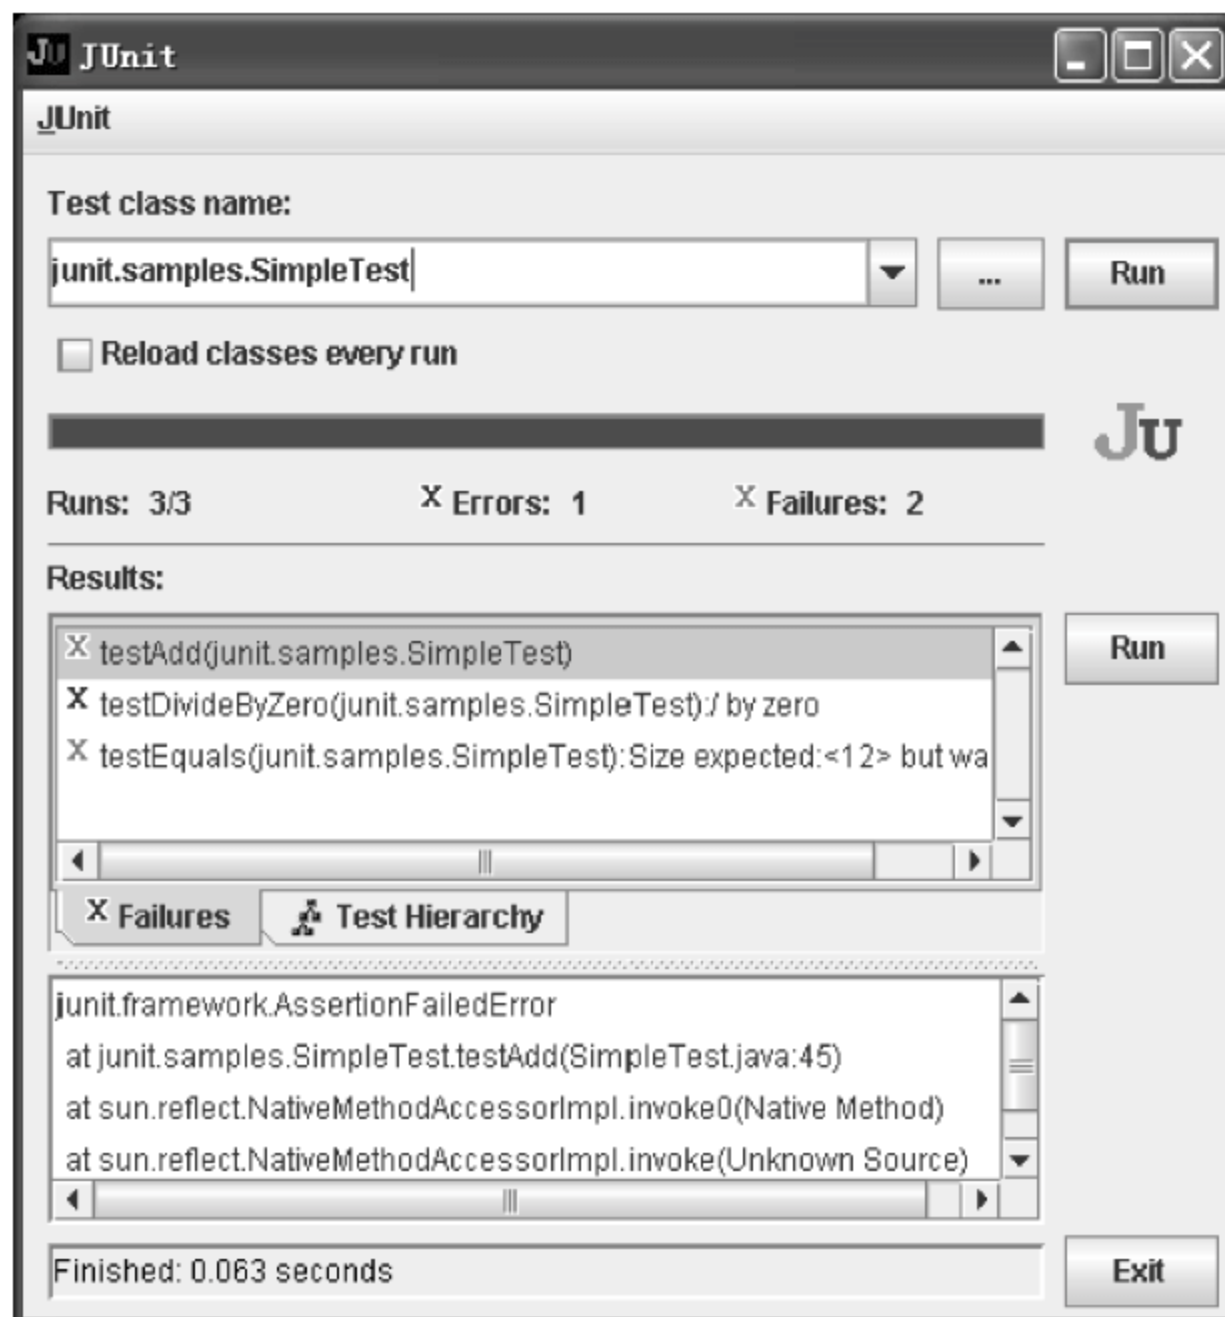 JU JUnit
JUnit
Test class name:
junit.samples.SimpleTest
... Run
Reload classes every run
JU
Runs: 3/3 X Errors: 1 X Failures: 2
Results:
X testAdd(junit.samples.SimpleTest)
Run
X testDivideByZero(junit.samples.SimpleTest):/ by zero
X testEquals(junit.samples.SimpleTest):Size expected:<12> but wa
X Failures Test Hierarchy
junit.framework.AssertionFailedError
at junit.samples.SimpleTest.testAdd(SimpleTest.java:45)
at sun.reflect.NativeMethodAccessorImpl.invoke0(Native Method)
at sun.reflect.NativeMethodAccessorImpl.invoke(Unknown Source)
Finished: 0.063 seconds
Exit